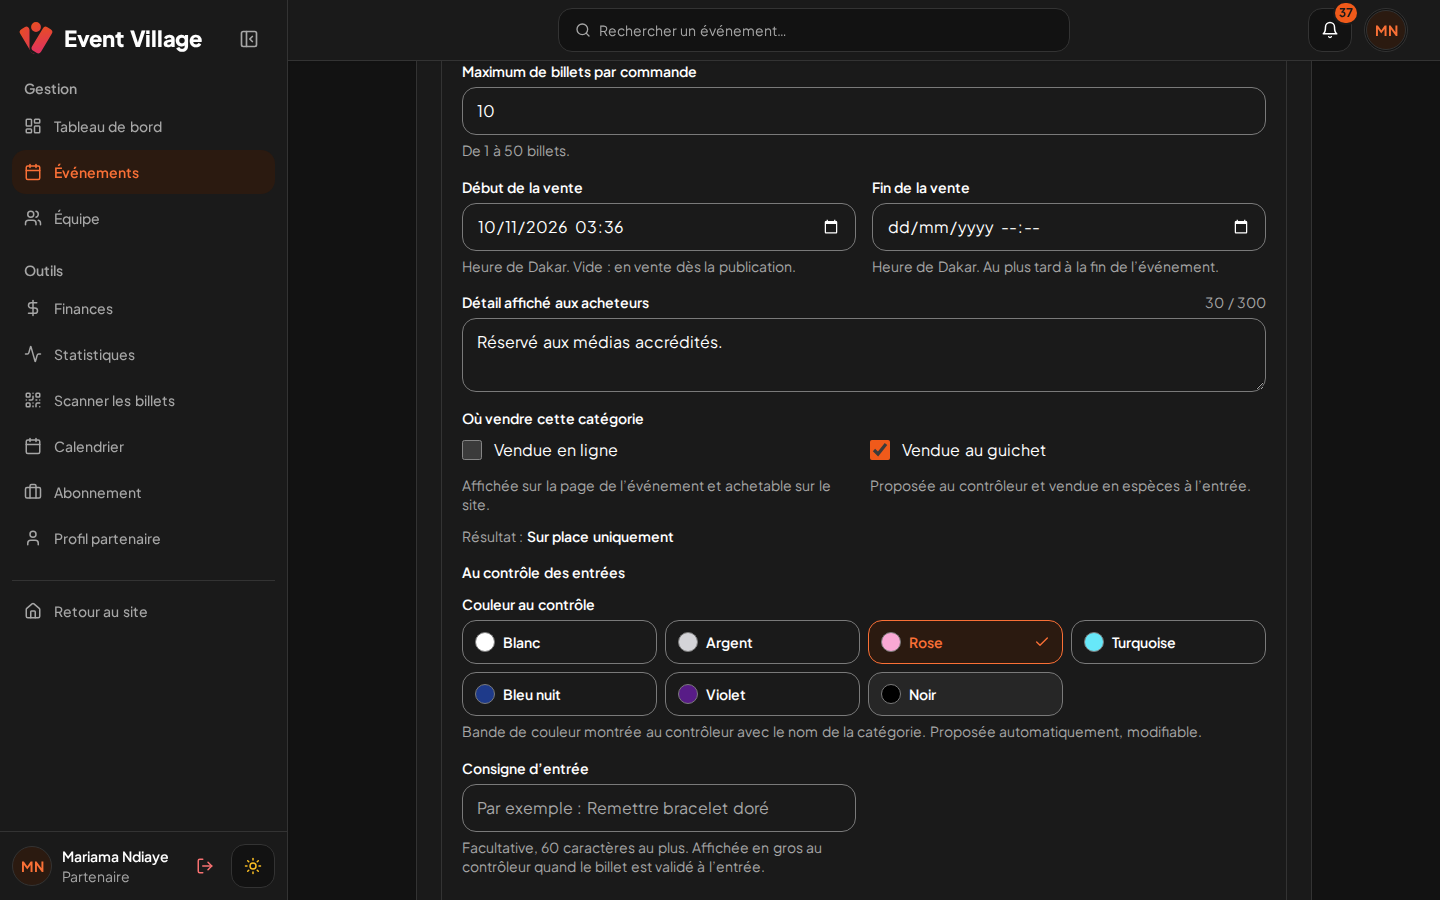 Event Village
Rechercher un événement…
37
MN
Gestion
Tableau de bord
Événements
Équipe
Outils
Finances
Statistiques
Scanner les billets
Calendrier
Abonnement
Profil partenaire
Retour au site
MN
Mariama Ndiaye
Partenaire
Maximum de billets par commande
10
De 1 à 50 billets.
Début de la vente
Fin de la vente
10/11/2026 03:36
dd/mm/yyyy --:--
Heure de Dakar. Vide : en vente dès la publication.
Heure de Dakar. Au plus tard à la fin de l’événement.
Détail affiché aux acheteurs
30 / 300
Réservé aux médias accrédités.
Où vendre cette catégorie
Vendue en ligne
Vendue au guichet
Affichée sur la page de l’événement et achetable sur le
site.
Proposée au contrôleur et vendue en espèces à l’entrée.
Résultat : Sur place uniquement
Au contrôle des entrées
Couleur au contrôle
Blanc
Argent
Rose
Turquoise
Bleu nuit
Violet
Noir
Bande de couleur montrée au contrôleur avec le nom de la catégorie. Proposée automatiquement, modifiable.
Consigne d’entrée
Par exemple : Remettre bracelet doré
Facultative, 60 caractères au plus. Affichée en gros au
contrôleur quand le billet est validé à l’entrée.